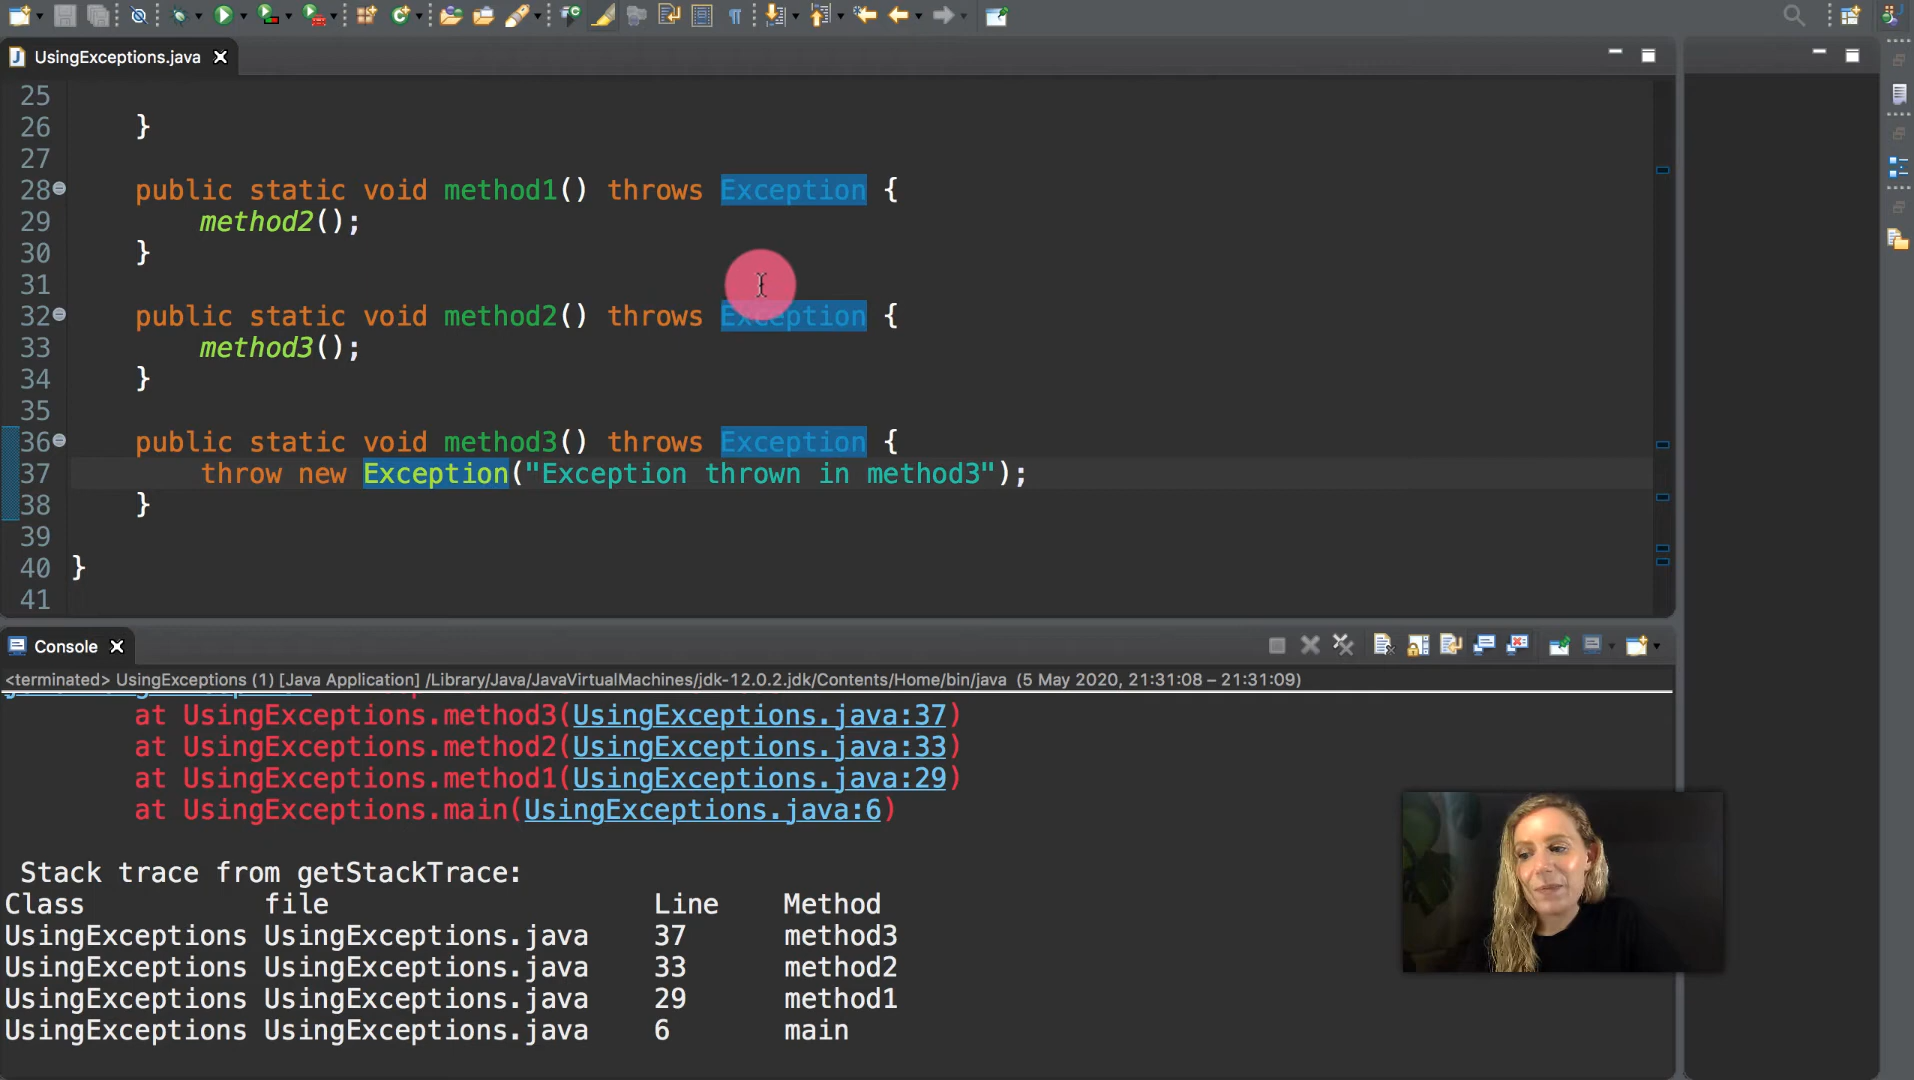 UsingExceptions.java
25
26 }
27
28 public static void method1() throws Exception {
29 method2();
30 }
31
32 public static void method2() throws Exception {
33 method3();
34 }
35
36 public static void method3() throws Exception {
37 throw new Exception("Exception thrown in method3");
38 }
39
40 }
41
Console
<terminated> UsingExceptions (1) [Java Application] /Library/Java/JavaVirtualMachines/jdk-12.0.2.jdk/Contents/Home/bin/java (5 May 2020, 21:31:08 – 21:31:09)
at UsingExceptions.method3(UsingExceptions.java:37)
at UsingExceptions.method2(UsingExceptions.java:33)
at UsingExceptions.method1(UsingExceptions.java:29)
at UsingExceptions.main(UsingExceptions.java:6)
Stack trace from getStackTrace:
Class file Line Method
UsingExceptions UsingExceptions.java 37 method3
UsingExceptions UsingExceptions.java 33 method2
UsingExceptions UsingExceptions.java 29 method1
UsingExceptions UsingExceptions.java 6 main